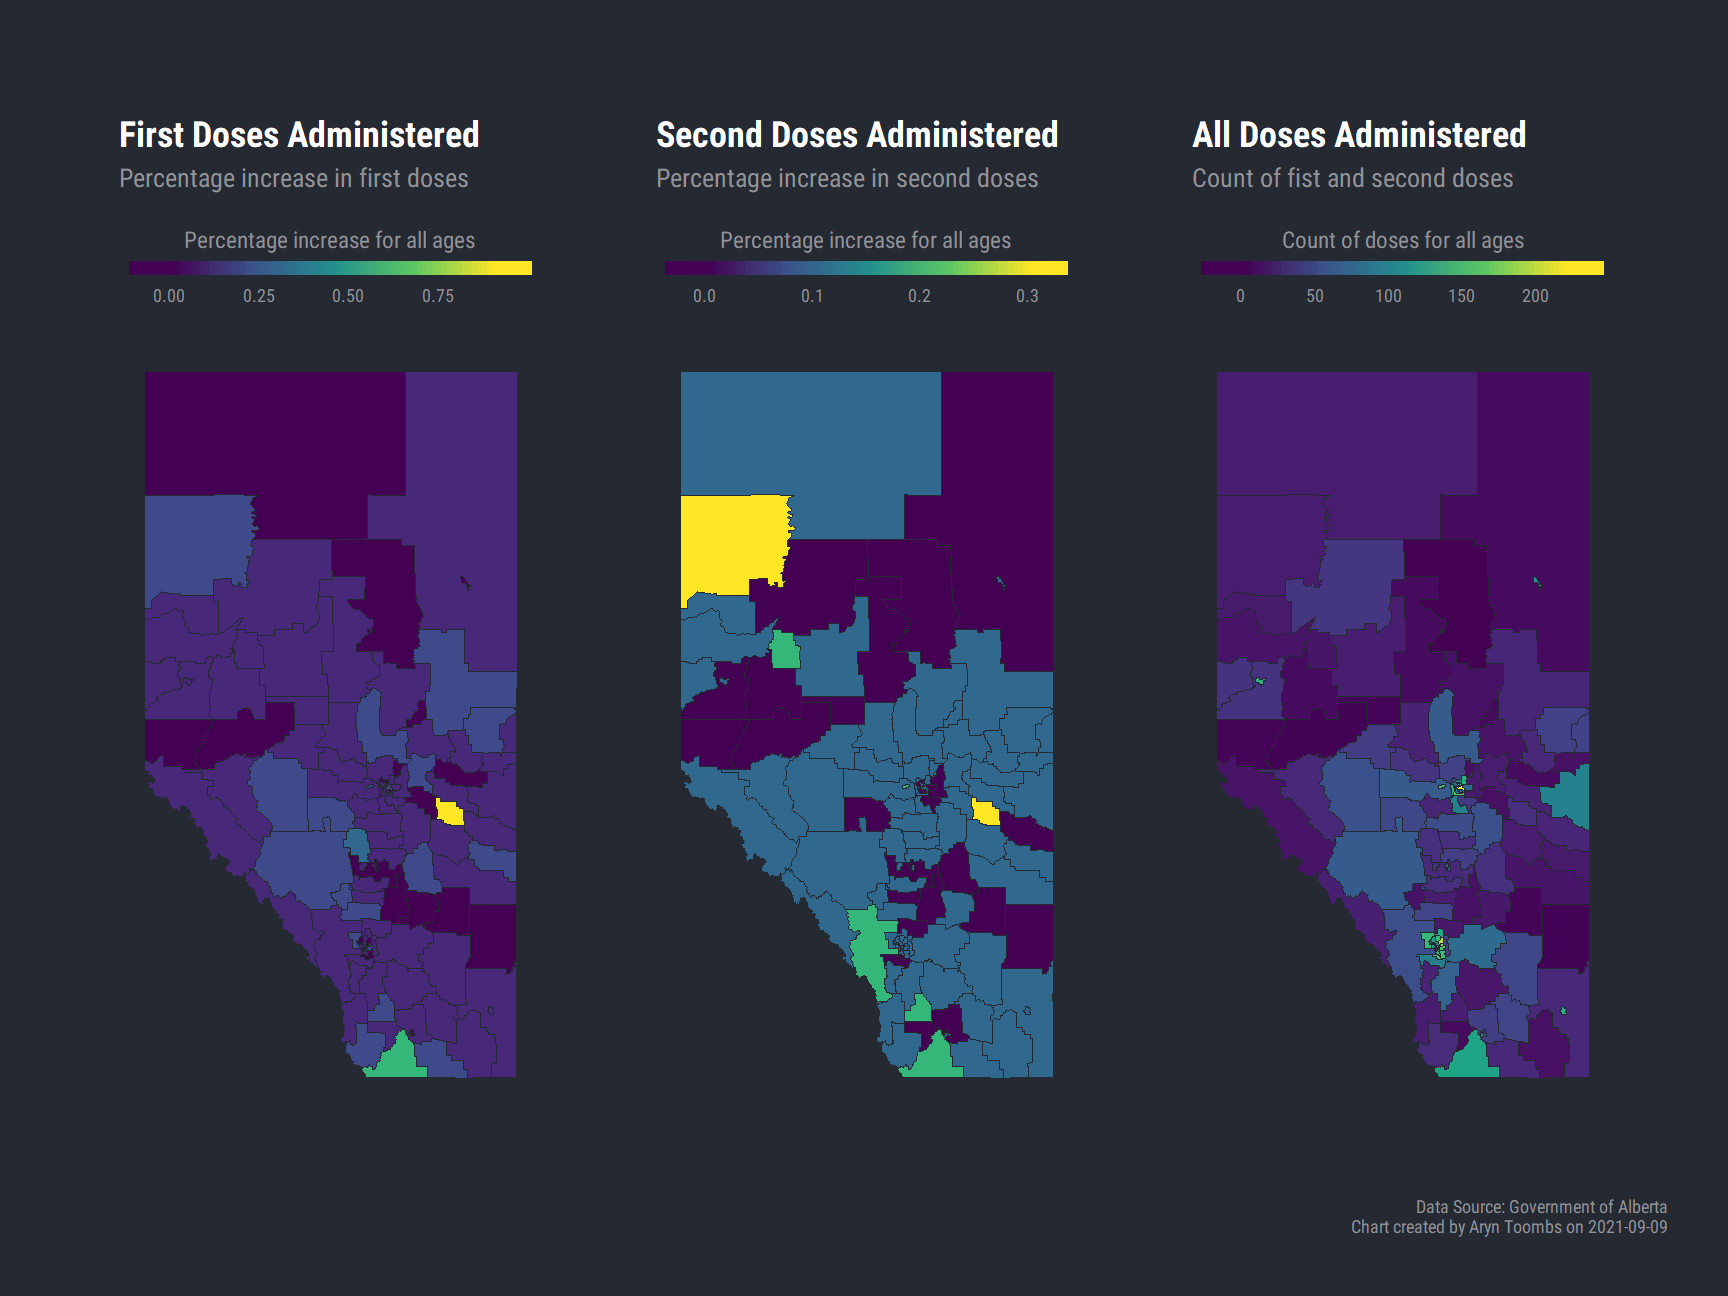 First Doses Administered
Percentage increase in first doses
Percentage increase for all ages
0.00 0.25 0.50 0.75
Second Doses Administered
Percentage increase in second doses
Percentage increase for all ages
0.0 0.1 0.2 0.3
All Doses Administered
Count of fist and second doses
Count of doses for all ages
0 50 100 150 200
Data Source: Government of Alberta
Chart created by Aryn Toombs on 2021-09-09